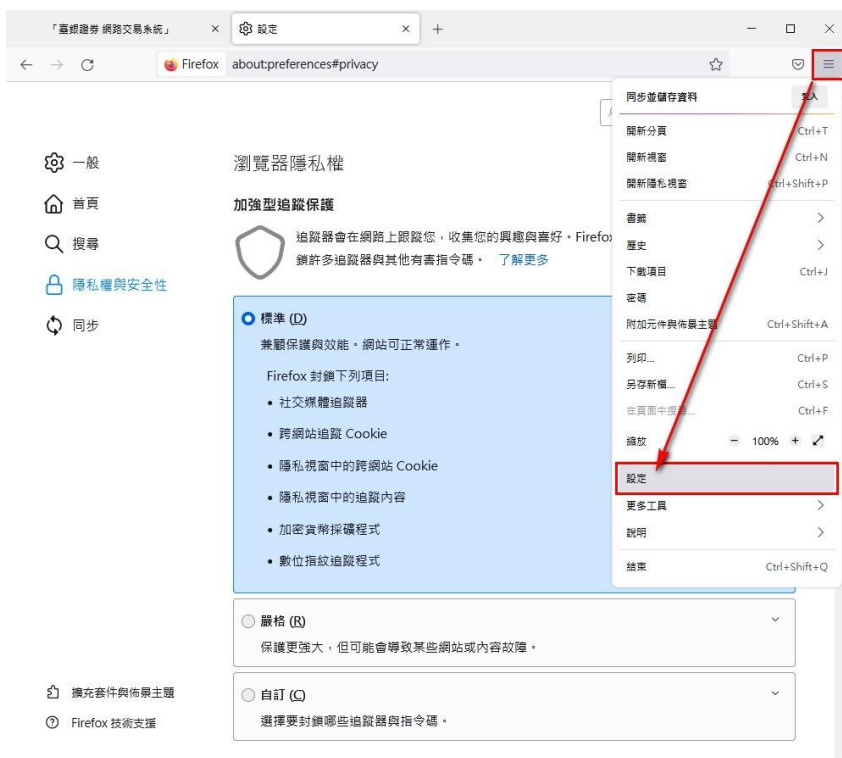 「臺銀證券 網路交易系統」
設定
Firefox about:preferences#privacy
一般
首頁
搜尋
隱私權與安全性
同步
擴充套件與佈景主題
Firefox 技術支援
瀏覽器隱私權
加強型追蹤保護
追蹤器會在網路上跟蹤您，收集您的興趣與喜好。Firefox
鎖許多追蹤器與其他有害指令碼。 了解更多
標準 (D)
兼顧保護與效能。網站可正常運作。
Firefox 封鎖下列項目:
• 社交媒體追蹤器
• 跨網站追蹤 Cookie
• 隱私視窗中的跨網站 Cookie
• 隱私視窗中的追蹤內容
• 加密貨幣採礦程式
• 數位指紋追蹤程式
嚴格 (R)
保護更強大，但可能會導致某些網站或內容故障。
自訂 (C)
選擇要封鎖哪些追蹤器與指令碼。
同步並儲存資料 登入
開新分頁 Ctrl+T
開新視窗 Ctrl+N
開新隱私視窗 Ctrl+Shift+P
書籤
歷史
下載項目 Ctrl+J
密碼
附加元件與佈景主題 Ctrl+Shift+A
列印... Ctrl+P
另存新檔... Ctrl+S
在頁面中搜尋... Ctrl+F
縮放 − 100% +
設定
更多工具
說明
結束 Ctrl+Shift+Q